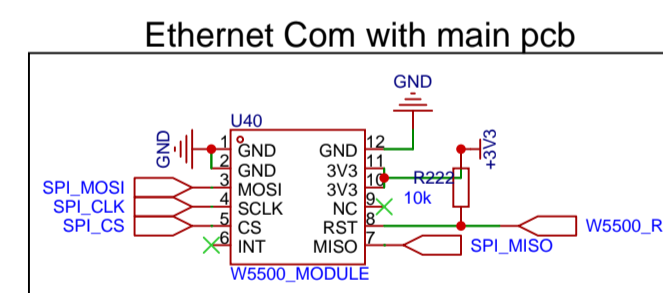 Ethernet Com with main pcb
GND
U40
GND
+3V3
1 GND GND 12
2 GND 3V3 11
SPI_MOSI 3 MOSI 3V3 10 R222
SPI_CLK 4 SCLK NC 9 10k
SPI_CS 5 CS RST 8 W5500_R
6 INT MISO 7 SPI_MISO
W5500_MODULE